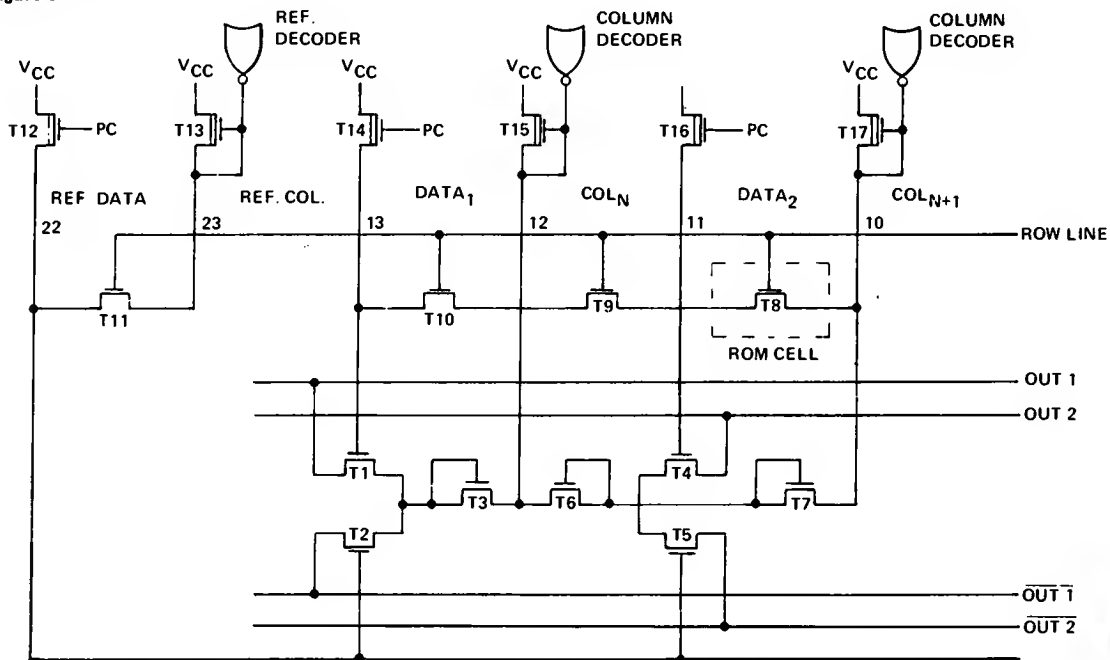 REF.
DECODER
COLUMN
DECODER
COLUMN
DECODER
VCC
VCC
VCC
VCC
VCC
T12
PC
T13
T14
PC
T15
T16
PC
T17
REF DATA
REF. COL.
DATA1
COLN
DATA2
COLN+1
22
23
13
12
11
10
ROW LINE
T11
T10
T9
T8
ROM CELL
OUT 1
OUT 2
T1
T4
T3
T6
T7
T2
T5
OUT 1
OUT 2